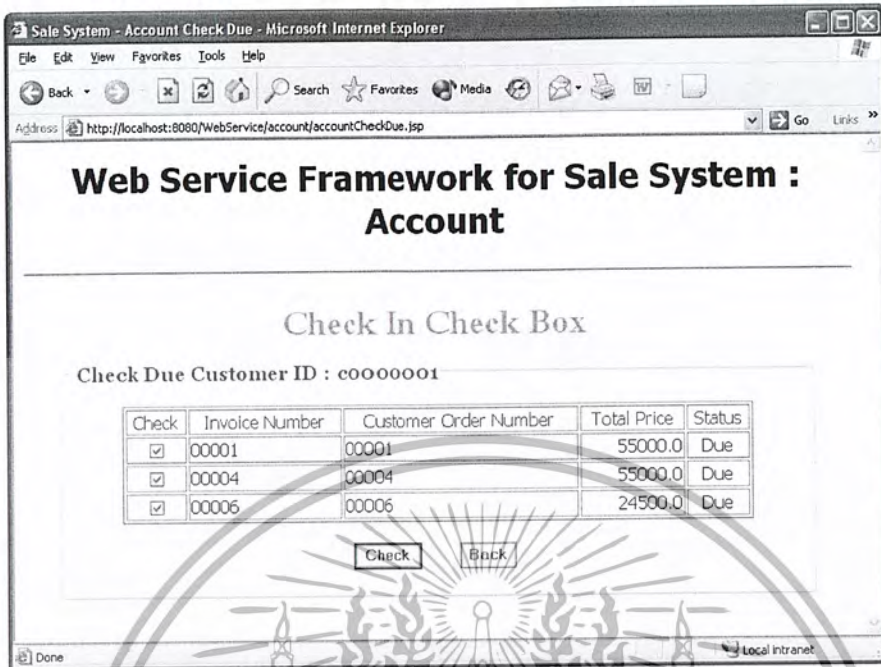 Sale System - Account Check Due - Microsoft Internet Explorer
File Edit View Favorites Tools Help
Back Search Favorites Media
Address http://localhost:8080/WebService/account/accountCheckDue.jsp Go Links »
Web Service Framework for Sale System :
Account
Check In Check Box
Check Due Customer ID : c0000001
Check Invoice Number Customer Order Number Total Price Status
00001 00001 55000.0 Due
00004 00004 55000.0 Due
00006 00006 24500.0 Due
Check Back
Done Local intranet